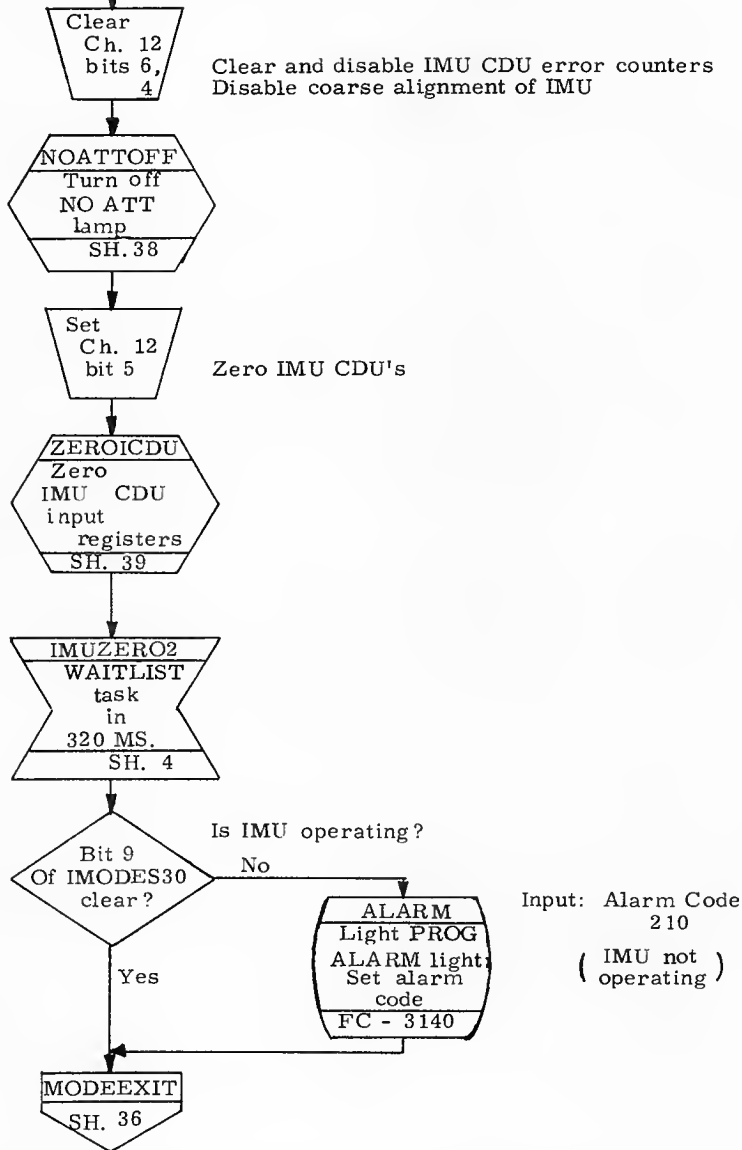 Clear
Ch. 12
bits 6,
4
Clear and disable IMU CDU error counters
Disable coarse alignment of IMU
NOATTOFF
Turn off
NO ATT
lamp
SH. 38
Set
Ch. 12
bit 5
Zero IMU CDU's
ZEROICDU
Zero
IMU CDU
input
registers
SH. 39
IMUZERO2
WAITLIST
task
in
320 MS.
SH. 4
Is IMU operating?
Bit 9
Of IMODES30
clear?
No
Yes
ALARM
Light PROG
ALARM light;
Set alarm
code
FC - 3140
Input: Alarm Code
210
( IMU not
operating )
MODEEXIT
SH. 36